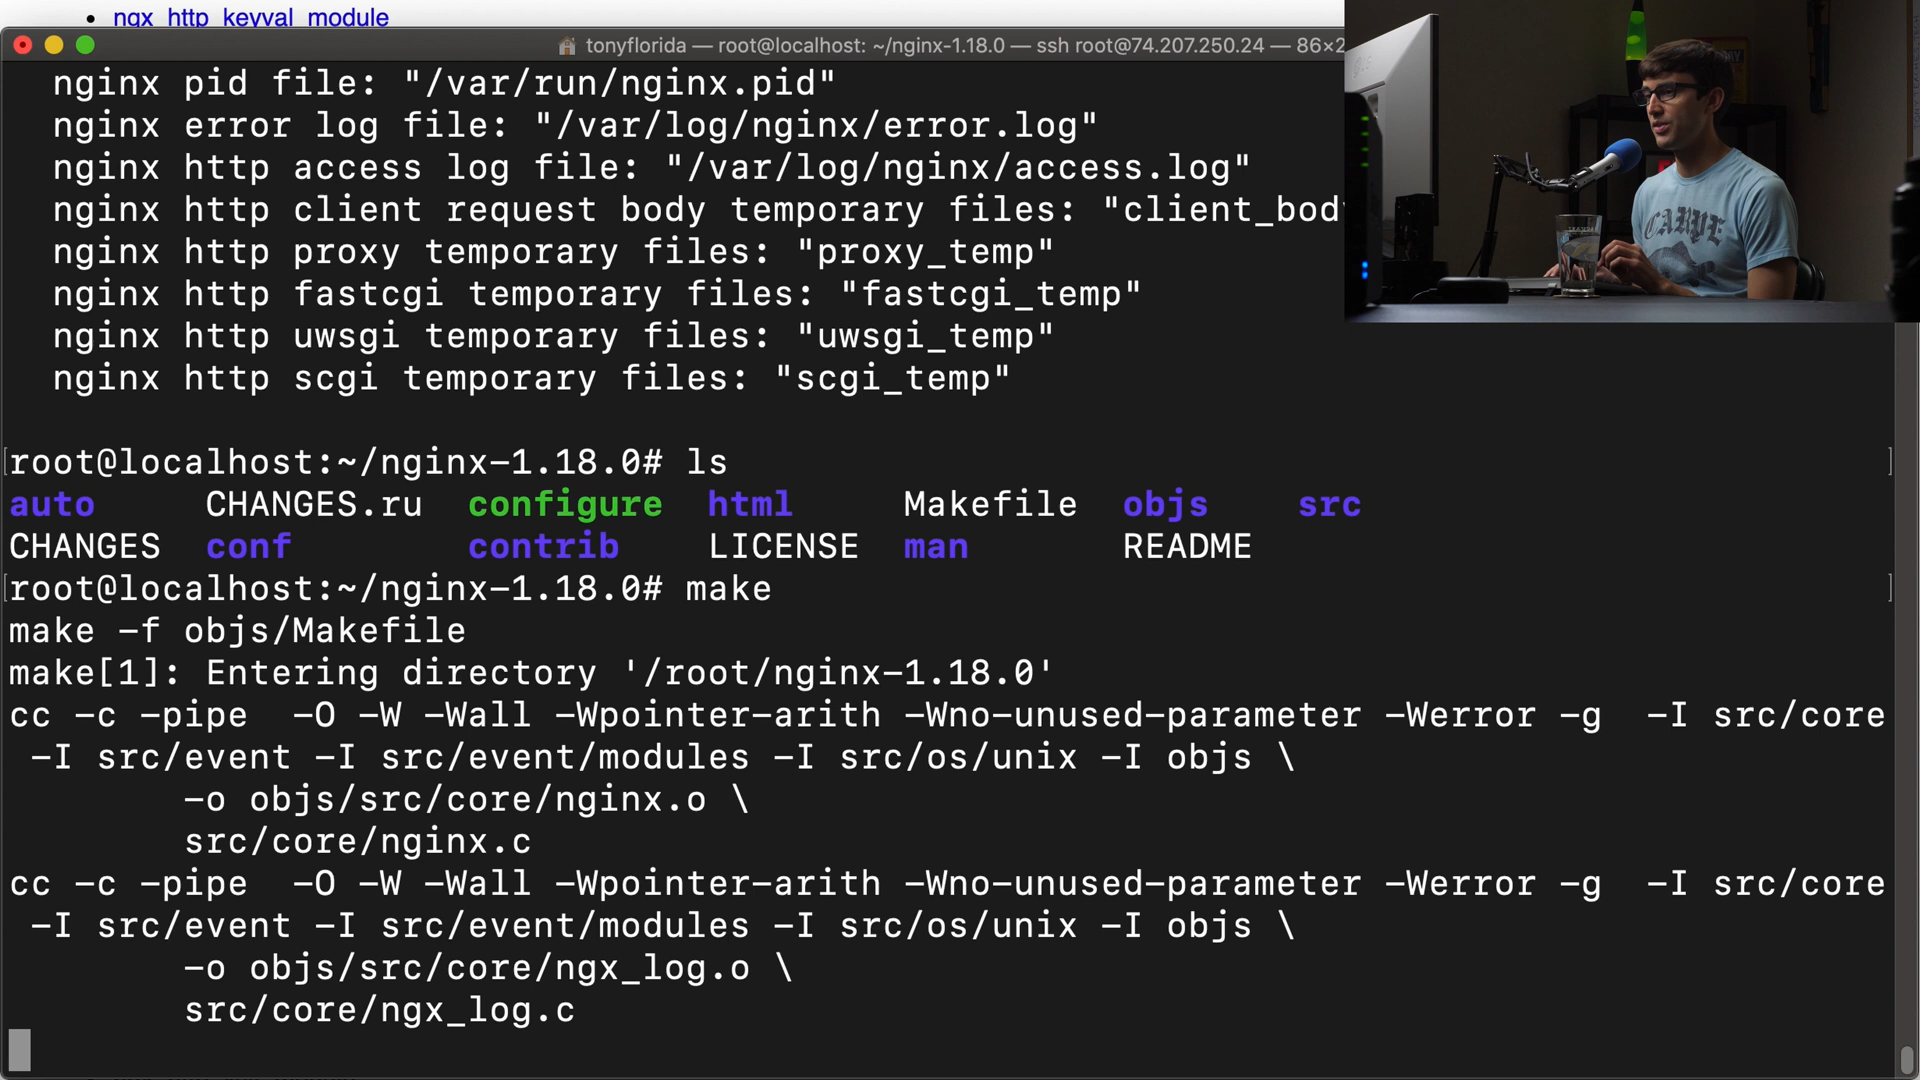 ngx_http_keyval_module
tonyflorida — root@localhost: ~/nginx-1.18.0 — ssh root@74.207.250.24 — 86×2
nginx pid file: "/var/run/nginx.pid"
nginx error log file: "/var/log/nginx/error.log"
nginx http access log file: "/var/log/nginx/access.log"
nginx http client request body temporary files: "client_body
nginx http proxy temporary files: "proxy_temp"
nginx http fastcgi temporary files: "fastcgi_temp"
nginx http uwsgi temporary files: "uwsgi_temp"
nginx http scgi temporary files: "scgi_temp"
[root@localhost:~/nginx-1.18.0# ls ]
auto CHANGES.ru configure html Makefile objs src
CHANGES conf contrib LICENSE man README
[root@localhost:~/nginx-1.18.0# make ]
make -f objs/Makefile
make[1]: Entering directory '/root/nginx-1.18.0'
cc -c -pipe -O -W -Wall -Wpointer-arith -Wno-unused-parameter -Werror -g -I src/core
-I src/event -I src/event/modules -I src/os/unix -I objs \
-o objs/src/core/nginx.o \
src/core/nginx.c
cc -c -pipe -O -W -Wall -Wpointer-arith -Wno-unused-parameter -Werror -g -I src/core
-I src/event -I src/event/modules -I src/os/unix -I objs \
-o objs/src/core/ngx_log.o \
src/core/ngx_log.c
CARPE